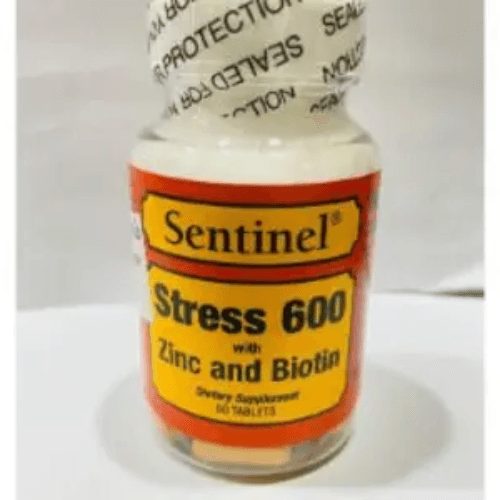 PROTECTION
SEALED FOR
Sentinel®
Stress 600
with
Zinc and Biotin
Dietary Supplement
60 TABLETS